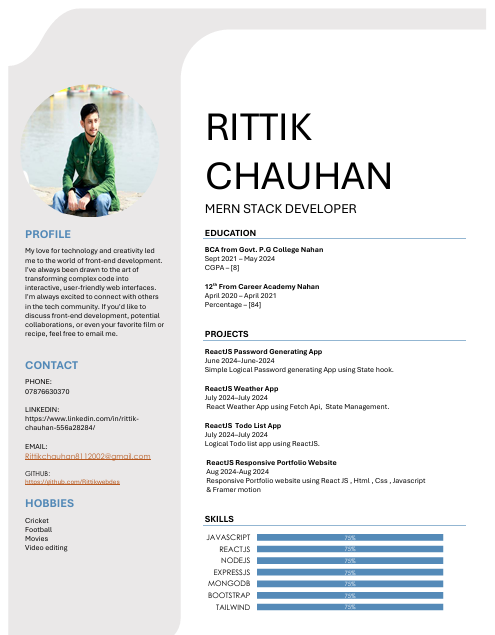 RITTIK
CHAUHAN
MERN STACK DEVELOPER
PROFILE
My love for technology and creativity led
me to the world of front-end development.
I've always been drawn to the art of
transforming complex code into
interactive, user-friendly web interfaces.
I'm always excited to connect with others
in the tech community. If you'd like to
discuss front-end development, potential
collaborations, or even your favorite film or
recipe, feel free to email me.
CONTACT
PHONE:
07876630370
LINKEDIN:
https://www.linkedin.com/in/rittik-
chauhan-556a28284/
EMAIL:
Rittikchauhan8112002@gmail.com
GITHUB:
https://github.com/Rittikwebdea
HOBBIES
Cricket
Football
Movies
Video editing
EDUCATION
BCA from Govt. P.G College Nahan
Sept 2021 – May 2024
CGPA – [8]
12th From Career Academy Nahan
April 2020 – April 2021
Percentage – [84]
PROJECTS
ReactJS Password Generating App
June 2024–June-2024
Simple Logical Password generating App using State hook.
ReactJS Weather App
July 2024–July 2024
React Weather App using Fetch Api, State Management.
ReactJS Todo List App
July 2024–July 2024
Logical Todo list app using ReactJS.
ReactJS Responsive Portfolio Website
Aug 2024-Aug 2024
Responsive Portfolio website using React JS , Html , Css , Javascript
& Framer motion
SKILLS
JAVASCRIPT 75%
REACTJS 75%
NODEJS 75%
EXPRESSJS 75%
MONGODB 75%
BOOTSTRAP 75%
TAILWIND 75%